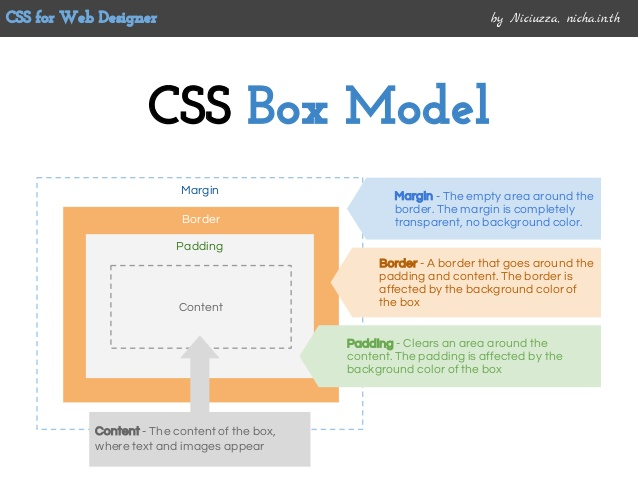 CSS for Web Designer
by Niciuzza, nicha.in.th
CSS Box Model
Margin
Border
Padding
Content
Margin - The empty area around the
border. The margin is completely
transparent, no background color.
Border - A border that goes around the
padding and content. The border is
affected by the background color of
the box
Padding - Clears an area around the
content. The padding is affected by the
background color of the box
Content - The content of the box,
where text and images appear